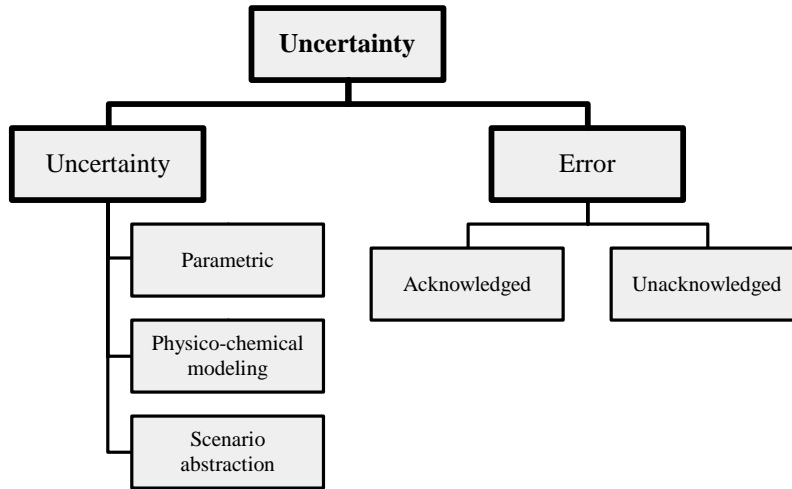 Uncertainty
Uncertainty
Error
Parametric
Acknowledged
Unacknowledged
Physico-chemical
modeling
Scenario
abstraction